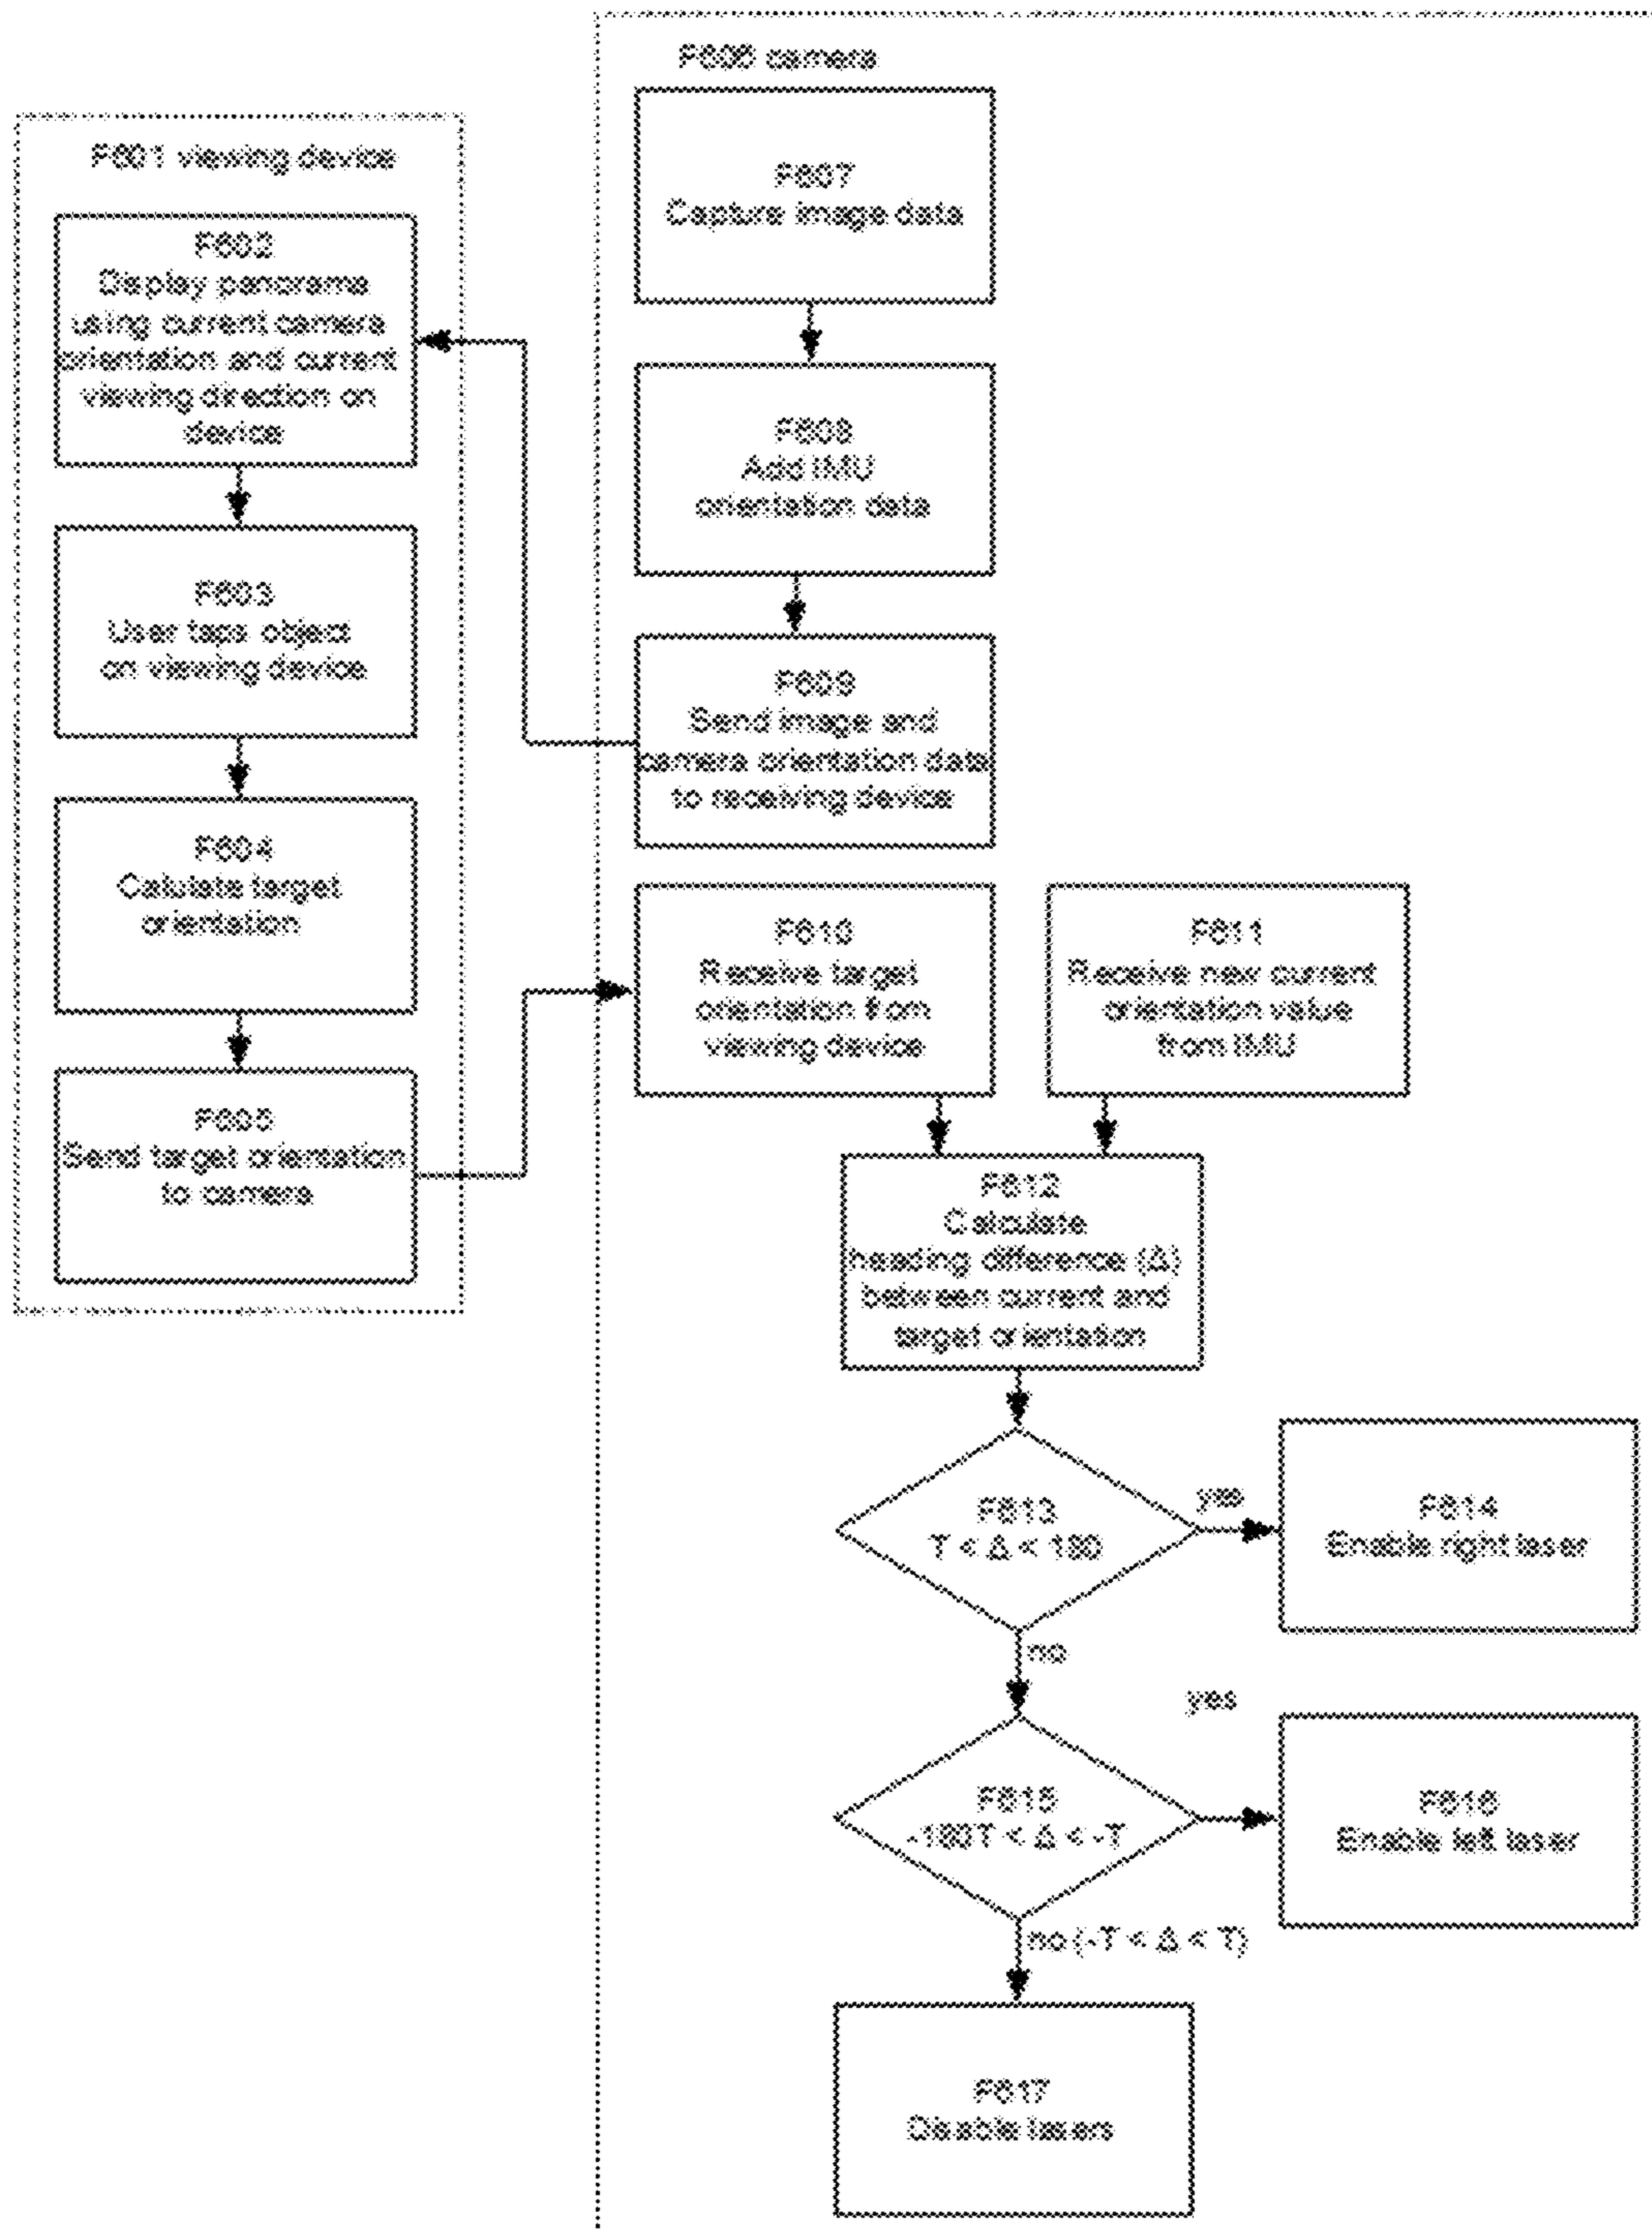 F601 viewing device
F602
Display panorama
using current camera
orientation and current
viewing direction on
device
F603
User taps object
on viewing device
F604
Calulate target
orientation
F605
Send target orientation
to camera
F606 camera
F607
Capture image data
F608
Add IMU
orientation data
F609
Send image and
camera orientation data
to receiving device
F610
Receive target
orientation from
viewing device
F611
Receive new current
orientation value
from IMU
F612
Calculate
heading difference (Δ)
between current and
target orientation
F613
T < Δ < 180
yes
F614
Enable right laser
no
yes
F615
-180T < Δ < -T
F616
Enable left laser
no (-T < Δ < T)
F617
Disable lasers